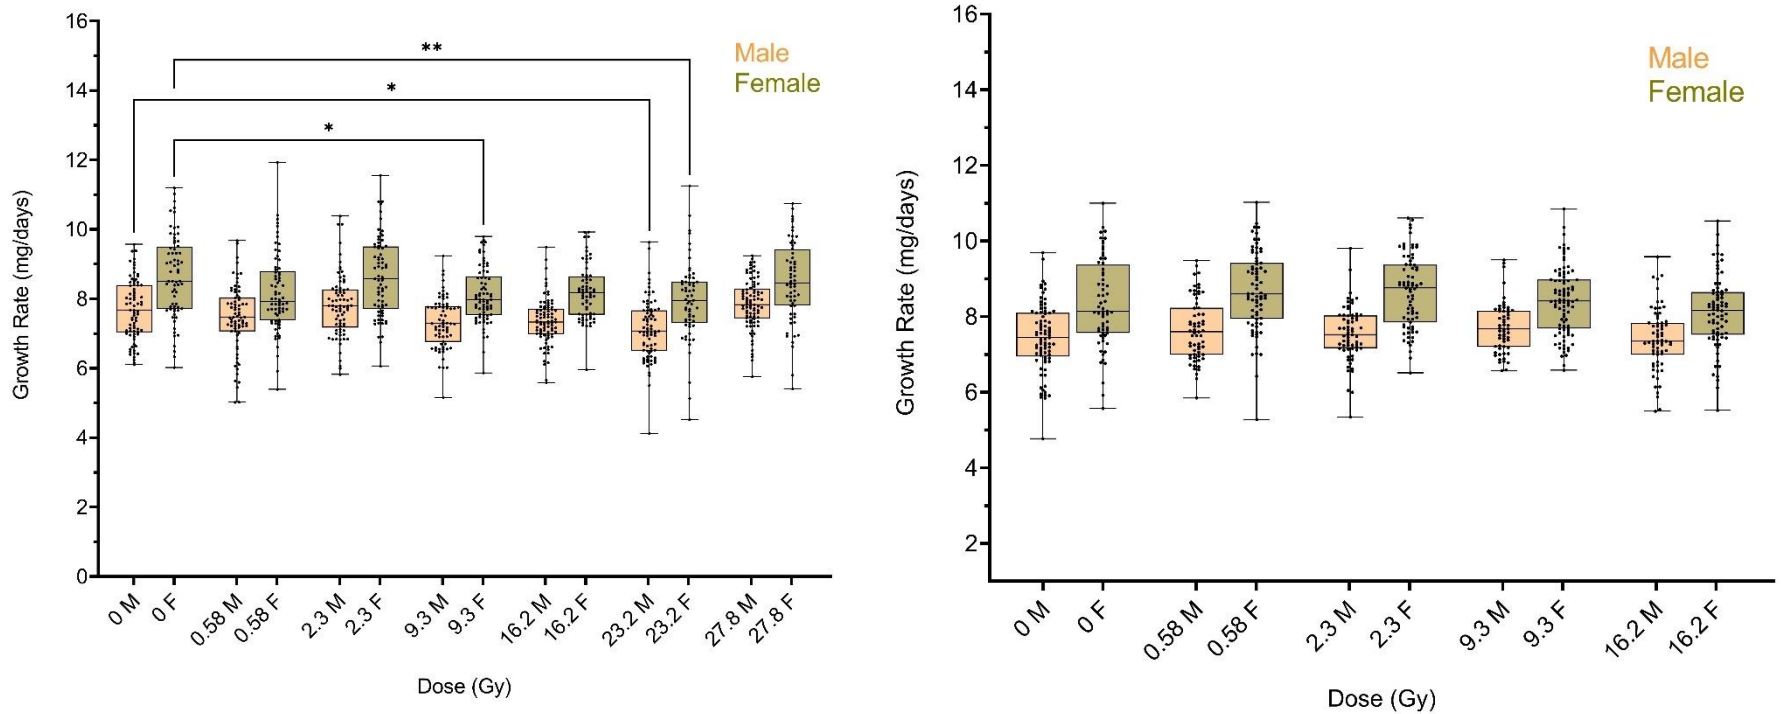 16
14
12
10
8
6
4
2
0
Growth Rate (mg/days)
**
*
*
Male
Female
0 M
0 F
0.58 M
0.58 F
2.3 M
2.3 F
9.3 M
9.3 F
16.2 M
16.2 F
23.2 M
23.2 F
27.8 M
27.8 F
Dose (Gy)
16
14
12
10
8
6
4
2
Growth Rate (mg/days)
Male
Female
0 M
0 F
0.58 M
0.58 F
2.3 M
2.3 F
9.3 M
9.3 F
16.2 M
16.2 F
Dose (Gy)